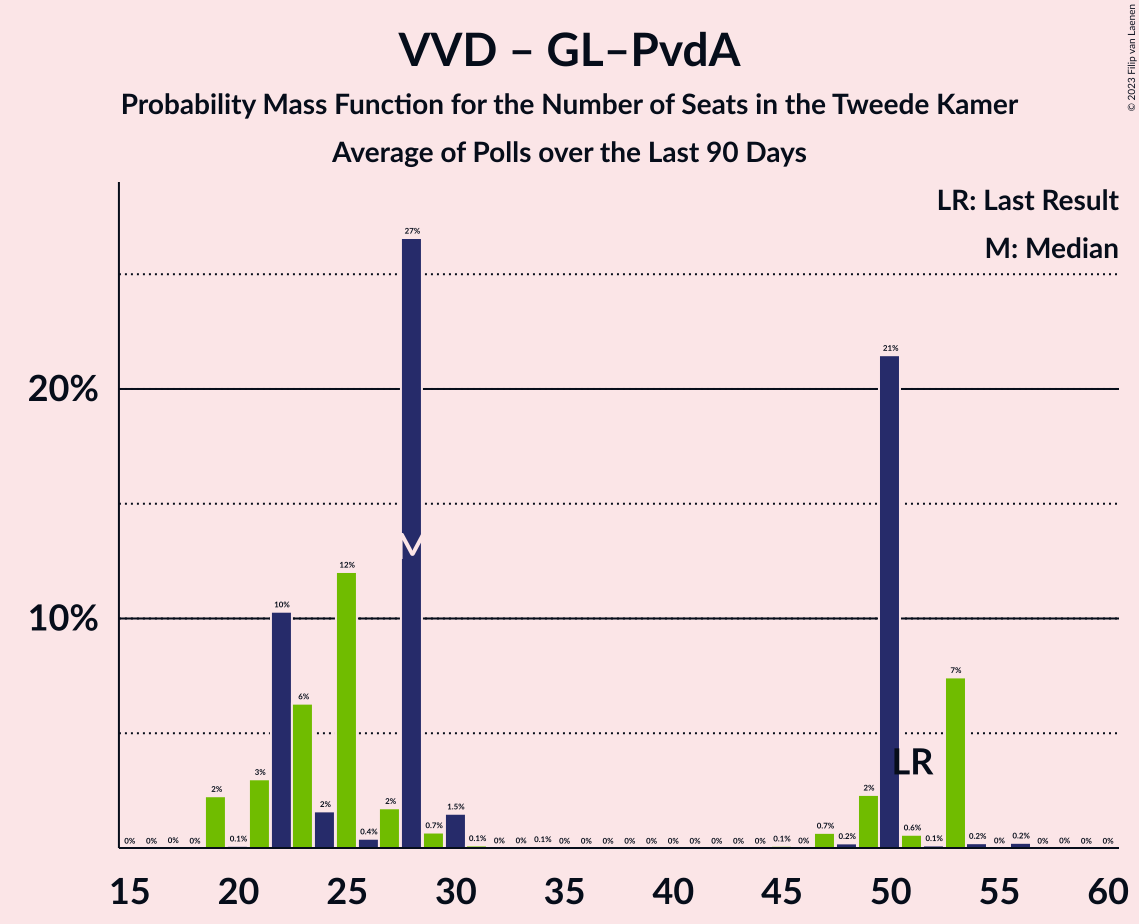 VVD – GL–PvdA
Probability Mass Function for the Number of Seats in the Tweede Kamer
Average of Polls over the Last 90 Days
© 2023 Filip van Laenen
LR: Last Result
M: Median
20%
10%
0% 0% 0% 0% 2% 0.1% 3% 10% 6% 2% 12% 0.4% 2% 27% 0.7% 1.5% 0.1% 0% 0% 0.1% 0% 0% 0% 0% 0% 0% 0% 0% 0% 0% 0.1% 0% 0.7% 0.2% 2% 21% 0.6% 0.1% 7% 0.2% 0% 0.2% 0% 0% 0% 0%
M
LR
15 20 25 30 35 40 45 50 55 60